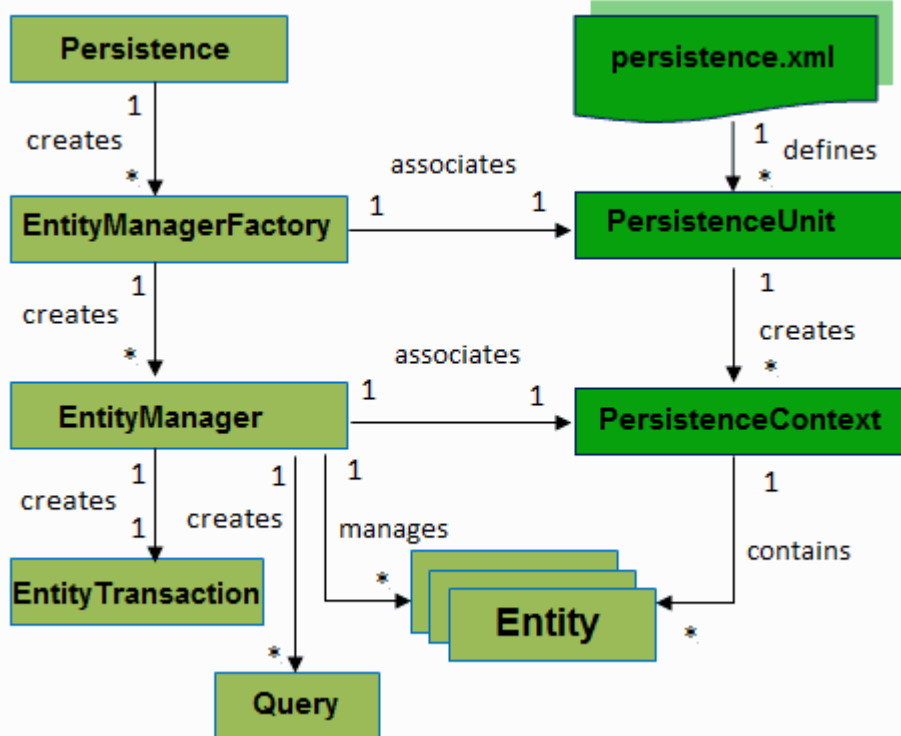 Persistence
persistence.xml
1
creates
*
1
defines
*
associates
EntityManagerFactory
1
1
PersistenceUnit
1
creates
*
1
creates
*
associates
EntityManager
1
1
PersistenceContext
1
creates
1
1
creates
*
1
manages
*
1
contains
*
EntityTransaction
Entity
Query